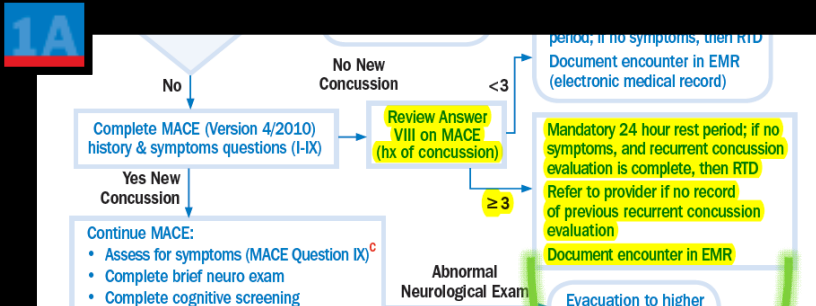 1A
period; if no symptoms, then RTD
Document encounter in EMR
(electronic medical record)
No New
Concussion
<3
No
Complete MACE (Version 4/2010)
history & symptoms questions (I-IX)
Review Answer
VIII on MACE
(hx of concussion)
Mandatory 24 hour rest period; if no
symptoms, and recurrent concussion
evaluation is complete, then RTD
Refer to provider if no record
of previous recurrent concussion
evaluation
Document encounter in EMR
≥3
Yes New
Concussion
Continue MACE:
• Assess for symptoms (MACE Question IX)C
• Complete brief neuro exam
• Complete cognitive screening
Abnormal
Neurological Exam
Evacuation to higher